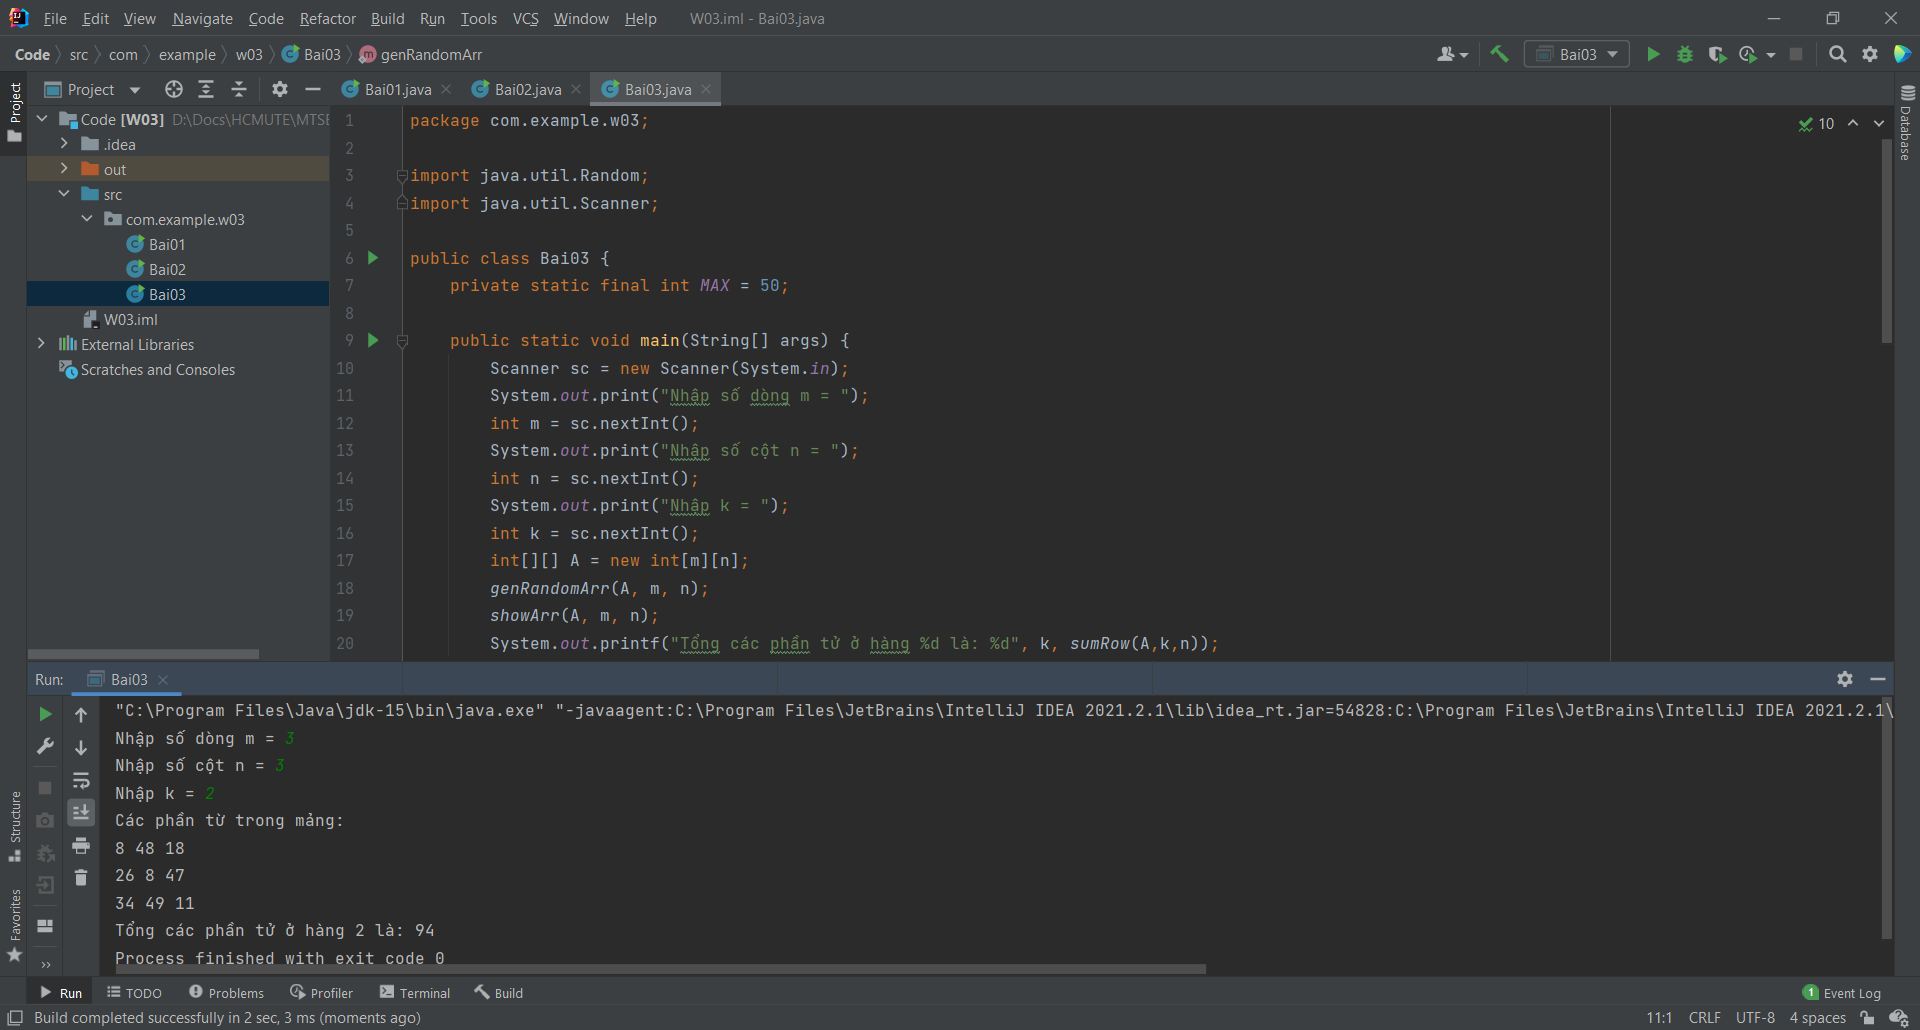 File Edit View Navigate Code Refactor Build Run Tools VCS Window Help W03.iml - Bai03.java
Code src com example w03 Bai03 genRandomArr Bai03
Project Bai01.java Bai02.java Bai03.java
Project
Code [W03] D:\Docs\HCMUTE\MTSE
.idea
out
src
com.example.w03
Bai01
Bai02
Bai03
W03.iml
External Libraries
Scratches and Consoles
Database
10
1 package com.example.w03;
2
3 import java.util.Random;
4 import java.util.Scanner;
5
6 public class Bai03 {
7 private static final int MAX = 50;
8
9 public static void main(String[] args) {
10 Scanner sc = new Scanner(System.in);
11 System.out.print("Nhập số dòng m = ");
12 int m = sc.nextInt();
13 System.out.print("Nhập số cột n = ");
14 int n = sc.nextInt();
15 System.out.print("Nhập k = ");
16 int k = sc.nextInt();
17 int[][] A = new int[m][n];
18 genRandomArr(A, m, n);
19 showArr(A, m, n);
20 System.out.printf("Tổng các phần tử ở hàng %d là: %d", k, sumRow(A,k,n));
Run: Bai03
"C:\Program Files\Java\jdk-15\bin\java.exe" "-javaagent:C:\Program Files\JetBrains\IntelliJ IDEA 2021.2.1\lib\idea_rt.jar=54828:C:\Program Files\JetBrains\IntelliJ IDEA 2021.2.1\
Nhập số dòng m = 3
Nhập số cột n = 3
Nhập k = 2
Các phần từ trong mảng:
8 48 18
26 8 47
34 49 11
Tổng các phần tử ở hàng 2 là: 94
Process finished with exit code 0
Structure
Favorites
Run TODO Problems Profiler Terminal Build 1 Event Log
Build completed successfully in 2 sec, 3 ms (moments ago) 11:1 CRLF UTF-8 4 spaces